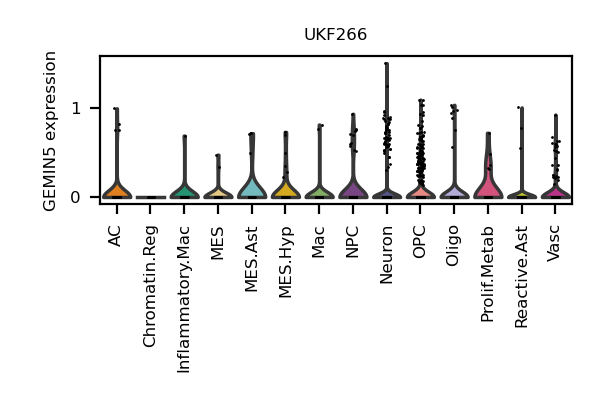 UKF266
GEMIN5 expression
1
0
AC
Chromatin.Reg
Inflammatory.Mac
MES
MES.Ast
MES.Hyp
Mac
NPC
Neuron
OPC
Oligo
Prolif.Metab
Reactive.Ast
Vasc